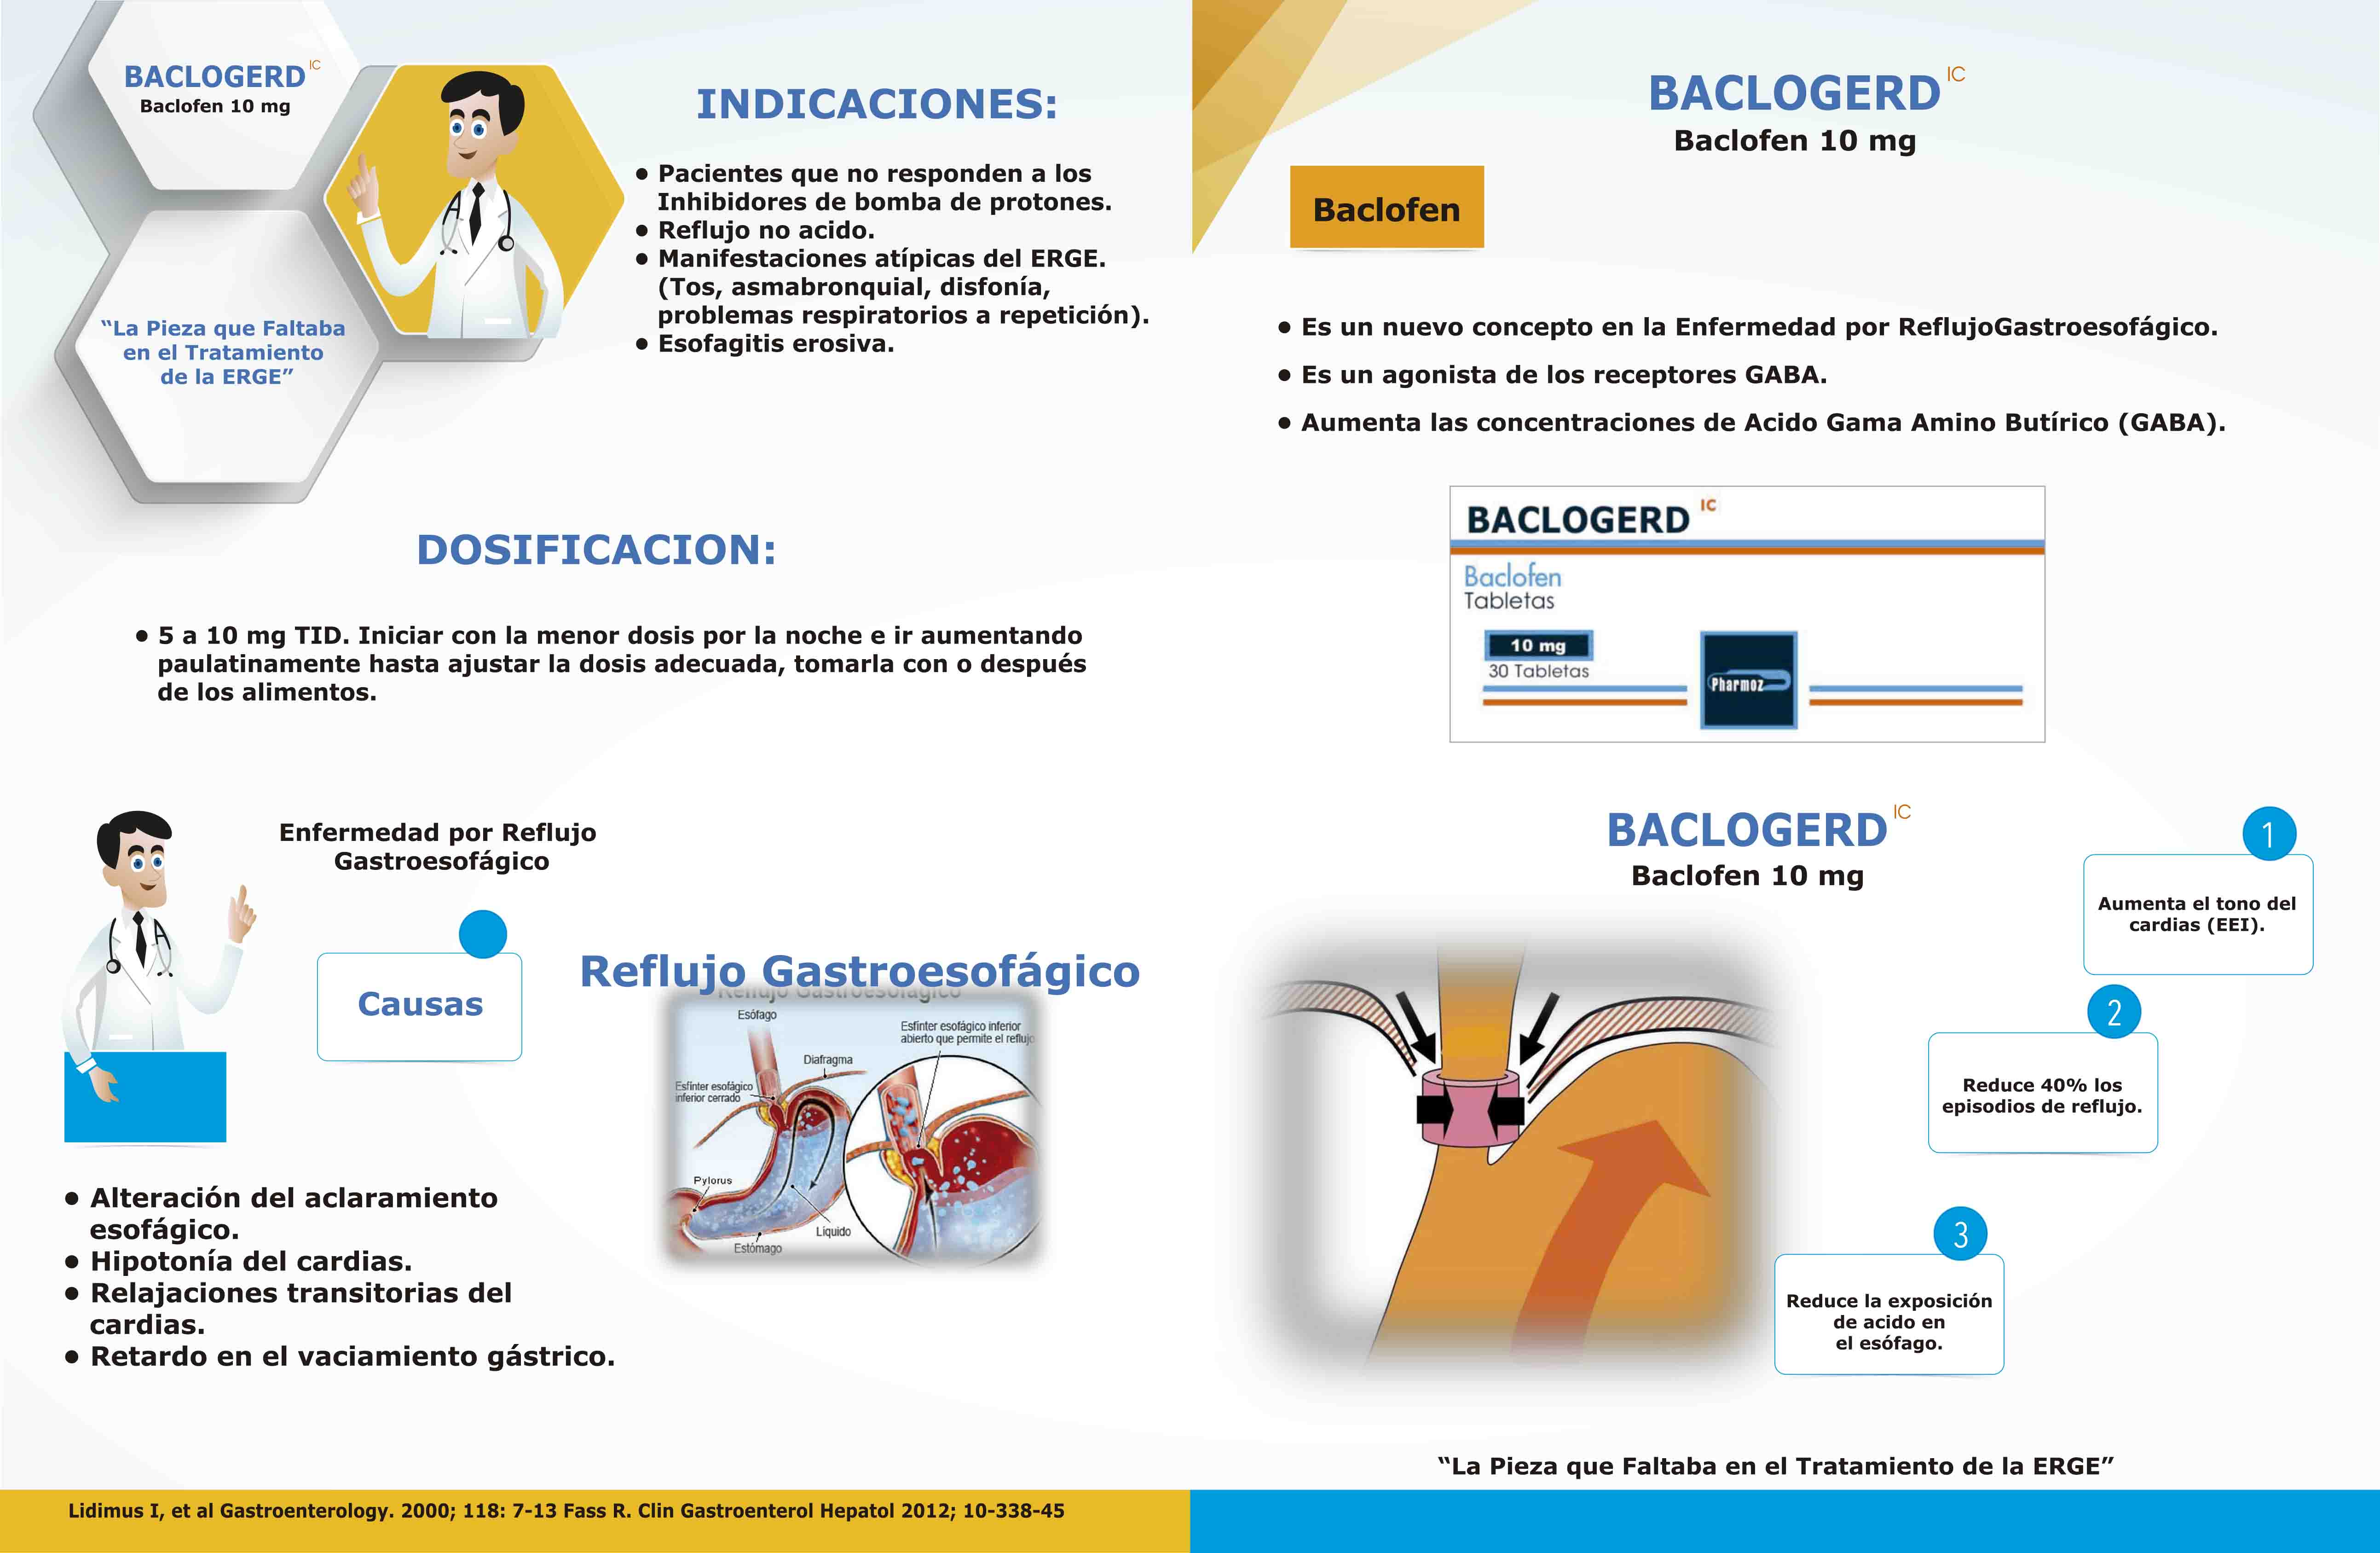 BACLOGERD IC
Baclofen 10 mg
“La Pieza que Faltaba
en el Tratamiento
de la ERGE”
INDICACIONES:
• Pacientes que no responden a los
Inhibidores de bomba de protones.
• Reflujo no acido.
• Manifestaciones atípicas del ERGE.
(Tos, asmabronquial, disfonía,
problemas respiratorios a repetición).
• Esofagitis erosiva.
DOSIFICACION:
• 5 a 10 mg TID. Iniciar con la menor dosis por la noche e ir aumentando
paulatinamente hasta ajustar la dosis adecuada, tomarla con o después
de los alimentos.
BACLOGERD IC
Baclofen 10 mg
Baclofen
• Es un nuevo concepto en la Enfermedad por ReflujoGastroesofágico.
• Es un agonista de los receptores GABA.
• Aumenta las concentraciones de Acido Gama Amino Butírico (GABA).
BACLOGERD IC
Baclofen
Tabletas
10 mg
30 Tabletas
Pharmoz
Enfermedad por Reflujo
Gastroesofágico
Causas
Reflujo Gastroesofágico
Reflujo Gastroesofágico
Esófago
Esfínter esofágico inferior
abierto que permite el reflujo
Diafragma
Esfínter esofágico
inferior cerrado
Pylorus
Líquido
Estómago
• Alteración del aclaramiento
esofágico.
• Hipotonía del cardias.
• Relajaciones transitorias del
cardias.
• Retardo en el vaciamiento gástrico.
Lidimus I, et al Gastroenterology. 2000; 118: 7-13 Fass R. Clin Gastroenterol Hepatol 2012; 10-338-45
BACLOGERD IC
Baclofen 10 mg
1
Aumenta el tono del
cardias (EEI).
2
Reduce 40% los
episodios de reflujo.
3
Reduce la exposición
de acido en
el esófago.
“La Pieza que Faltaba en el Tratamiento de la ERGE”